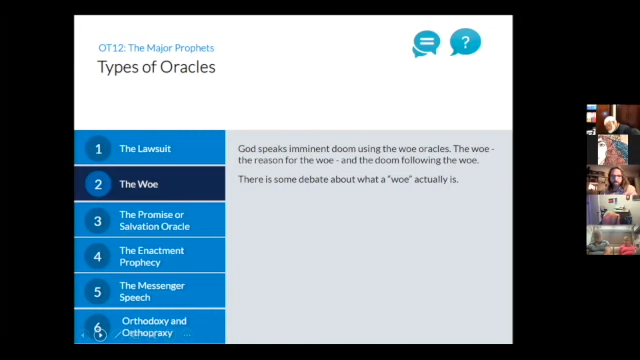 OT12: The Major Prophets
Types of Oracles
?
1 The Lawsuit
2 The Woe
3 The Promise or
Salvation Oracle
4 The Enactment
Prophecy
5 The Messenger
Speech
6 Orthodoxy and
Orthopraxy
God speaks imminent doom using the woe oracles. The woe -
the reason for the woe - and the doom following the woe.
There is some debate about what a "woe" actually is.